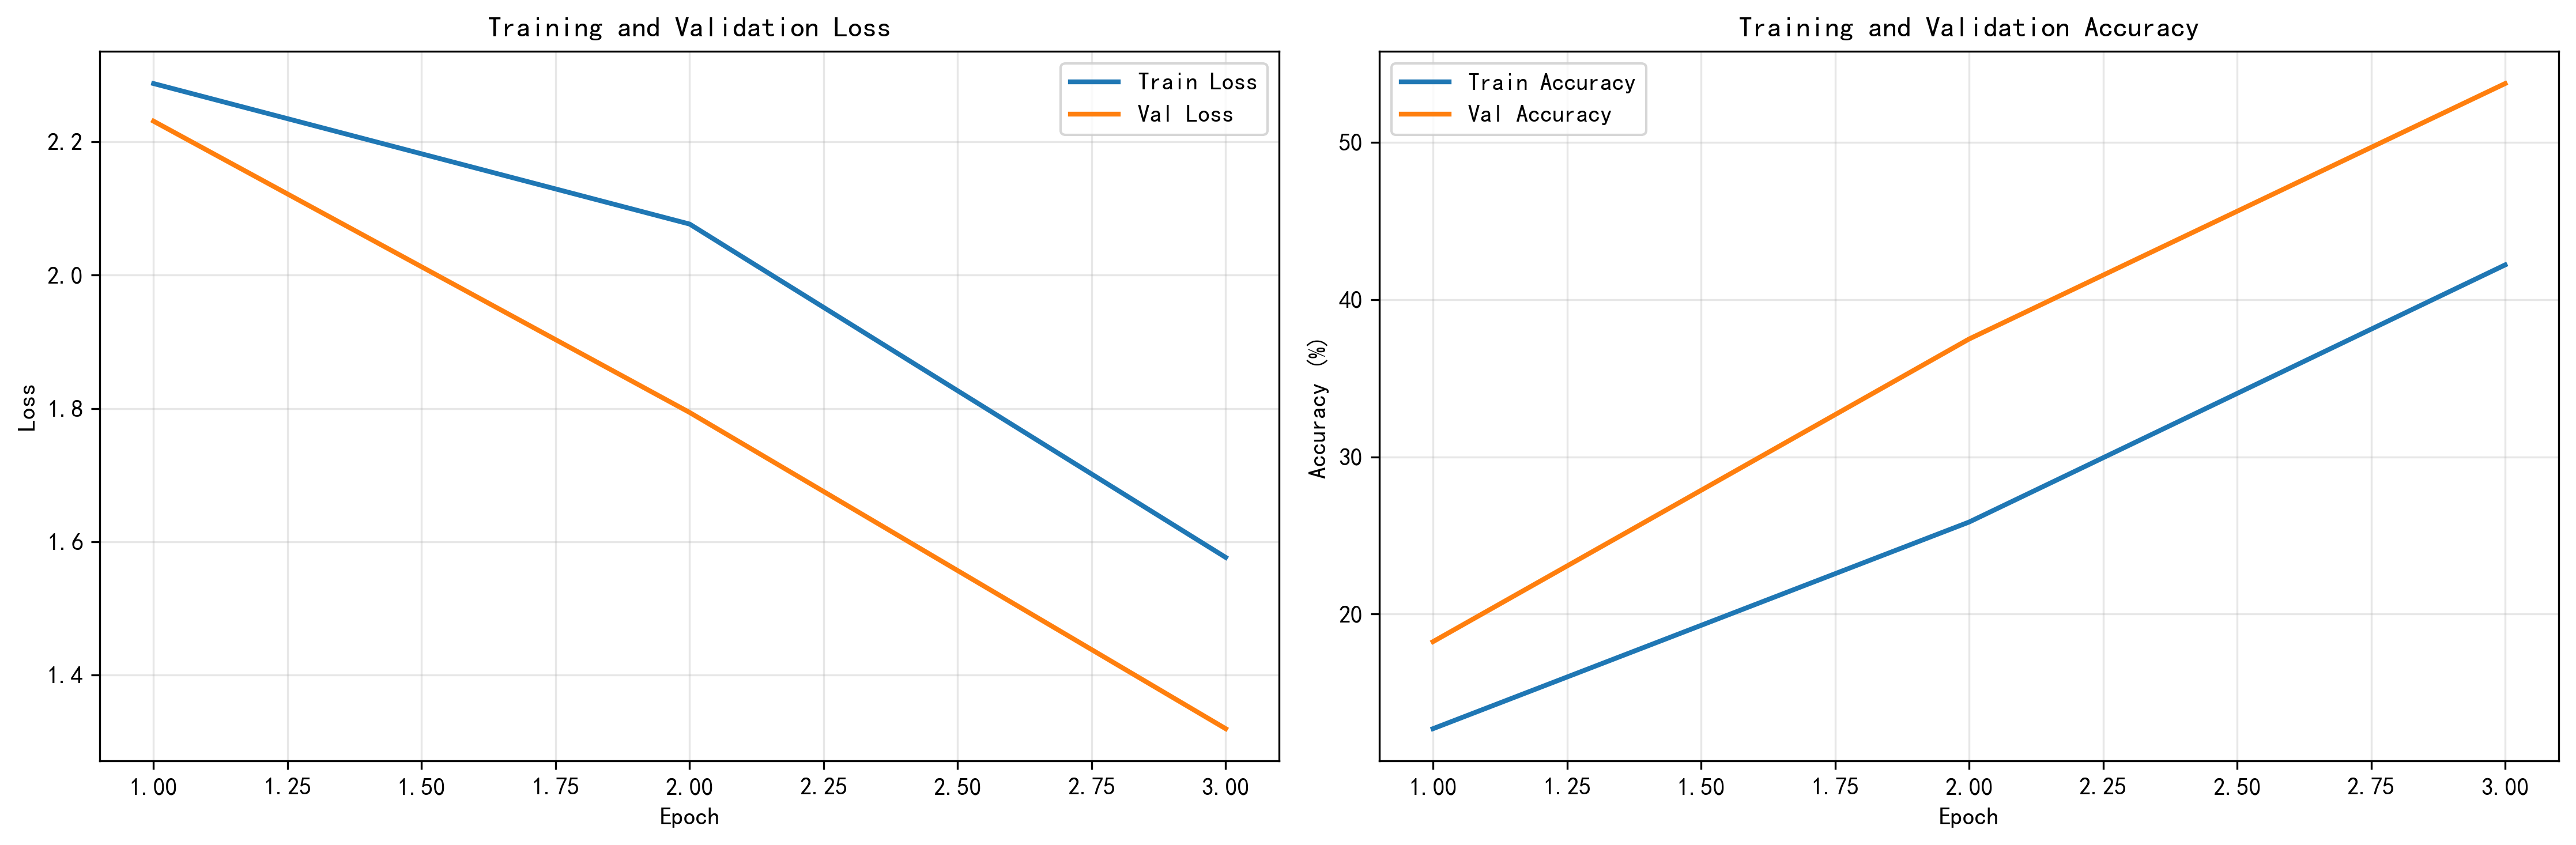 Training and Validation Loss
Train Loss
Val Loss
2.2
2.0
1.8
1.6
1.4
Loss
1.00 1.25 1.50 1.75 2.00 2.25 2.50 2.75 3.00
Epoch
Training and Validation Accuracy
Train Accuracy
Val Accuracy
50
40
30
20
Accuracy (%)
1.00 1.25 1.50 1.75 2.00 2.25 2.50 2.75 3.00
Epoch